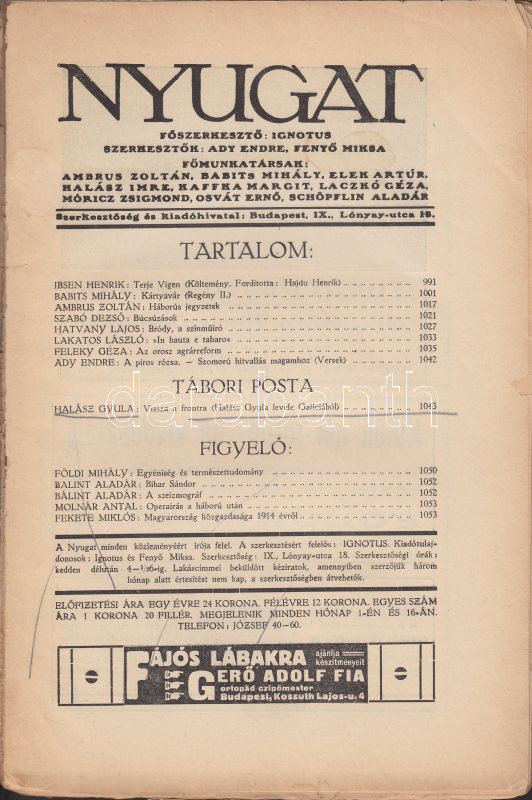 NYUGAT
FŐSZERKESZTŐ: IGNOTUS
SZERKESZTŐK: ADY ENDRE, FENYŐ MIKSA
FŐMUNKATÁRSAK:
AMBRUS ZOLTÁN, BABITS MIHÁLY, ELEK ARTÚR,
HALÁSZ IMRE, KAFFKA MARGIT, LACZKÓ GÉZA,
MÓRICZ ZSIGMOND, OSVÁT ERNŐ, SCHÖPFLIN ALADÁR
Szerkesztőség és kiadóhivatal: Budapest, IX., Lónyay-utca 18.
TARTALOM:
IBSEN HENRIK: Terje Vigen (Költemény. Fordította: Hajdu Henrik) 991
BABITS MIHÁLY: Kártyavár (Regény II.) 1001
AMBRUS ZOLTÁN: Háborús jegyzetek 1017
SZABÓ DEZSŐ: Búcsúzások 1021
HATVANY LAJOS: Bródy, a színműíró 1027
LAKATOS LÁSZLÓ: »In bauta e tabaro« 1033
FELEKY GÉZA: Az orosz agrárreform 1035
ADY ENDRE: A piros rózsa. — Szomorú hitvallás magamhoz (Versek) 1042
TÁBORI POSTA
HALÁSZ GYULA: Vissza a frontra (Halász Gyula levele Galiciából) 1043
darabanth
FIGYELŐ:
FÖLDI MIHÁLY: Egyéniség és természettudomány 1050
BALINT ALADÁR: Bihar Sándor 1052
BÁLINT ALADÁR: A szeizmográf 1052
MOLNÁR ANTAL: Operaírás a háború után 1053
FEKETE MIKLÓS: Magyarország közgazdasága 1914 évről 1053
A Nyugat minden közleményéért írója felel. A szerkesztésért felelős: IGNOTUS. Kiadótulaj-
donosok: Ignotus és Fenyő Miksa. Szerkesztőség: IX., Lónyay-utca 18. Szerkesztőségi órák:
kedden délután 4—½6-ig. Lakáscímmel beküldött kéziratok, amennyiben szerzőjük három
hónap alatt értesítést nem kap, a szerkesztőségben átvehetők.
ELŐFIZETÉSI ÁRA EGY ÉVRE 24 KORONA. FÉLÉVRE 12 KORONA. EGYES SZÁM
ÁRA 1 KORONA 20 FILLÉR. MEGJELENIK MINDEN HÓNAP 1-ÉN ÉS 16-ÁN.
TELEFON: JÓZSEF 40—60.
FÁJÓS LÁBAKRA ajánlja készítményeit
GERŐ ADOLF FIA
ortopäd czipőmester
Budapest, Kossuth Lajos-u. 4